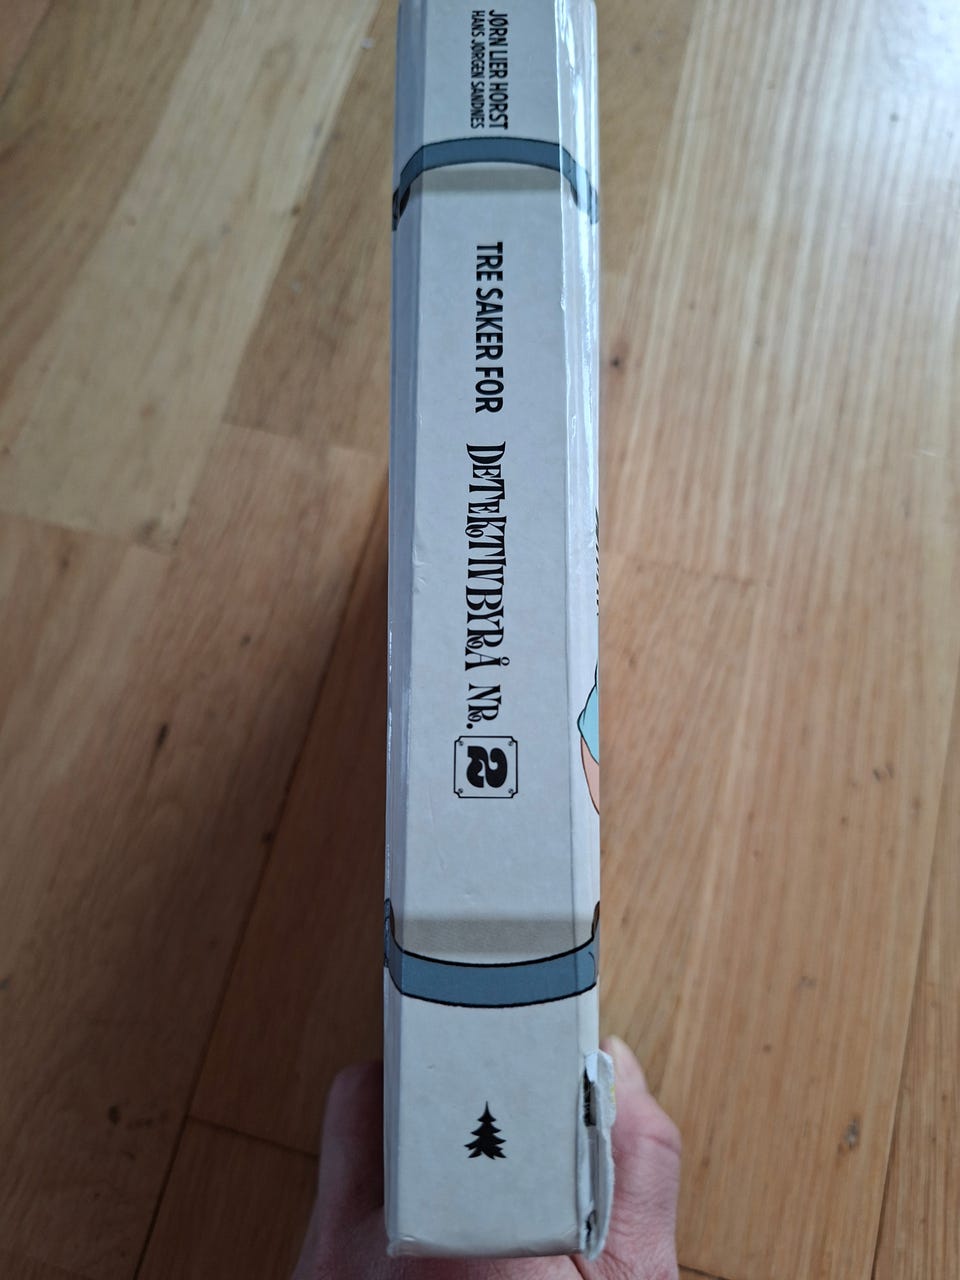 JØRN LIER HORST
HANS JØRGEN SANDNES
TRE SAKER FOR DETEKTIVBYRÅ NR. 2